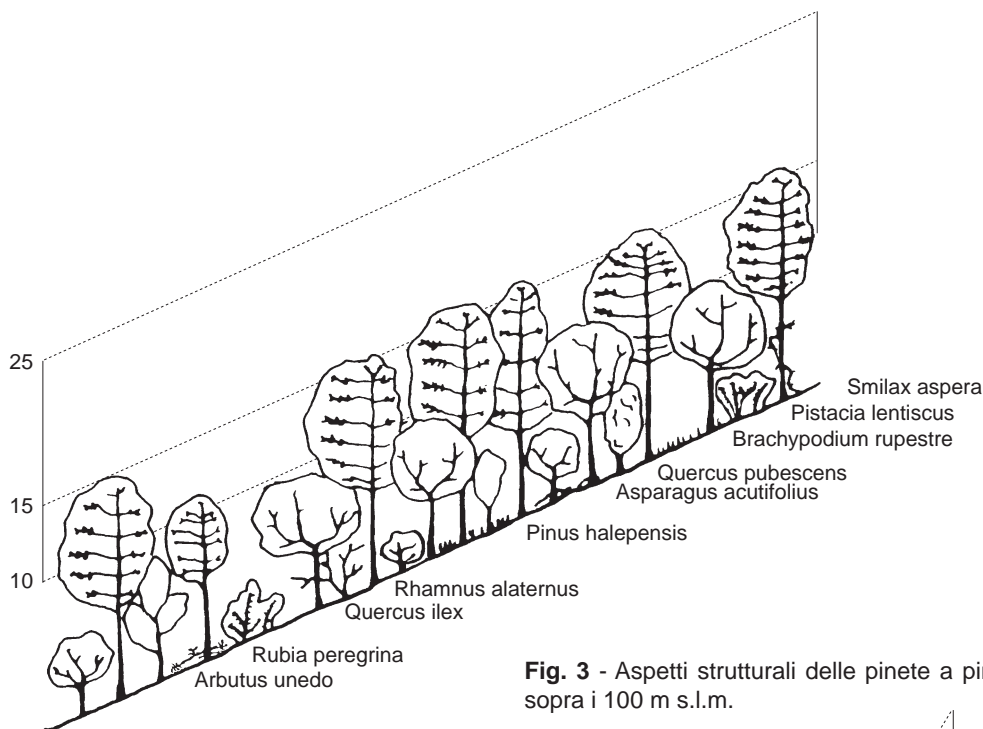 25
15
10
Smilax aspera
Pistacia lentiscus
Brachypodium rupestre
Quercus pubescens
Asparagus acutifolius
Pinus halepensis
Rhamnus alaternus
Quercus ilex
Rubia peregrina
Arbutus unedo
Fig. 3 - Aspetti strutturali delle pinete a
sopra i 100 m s.l.m.